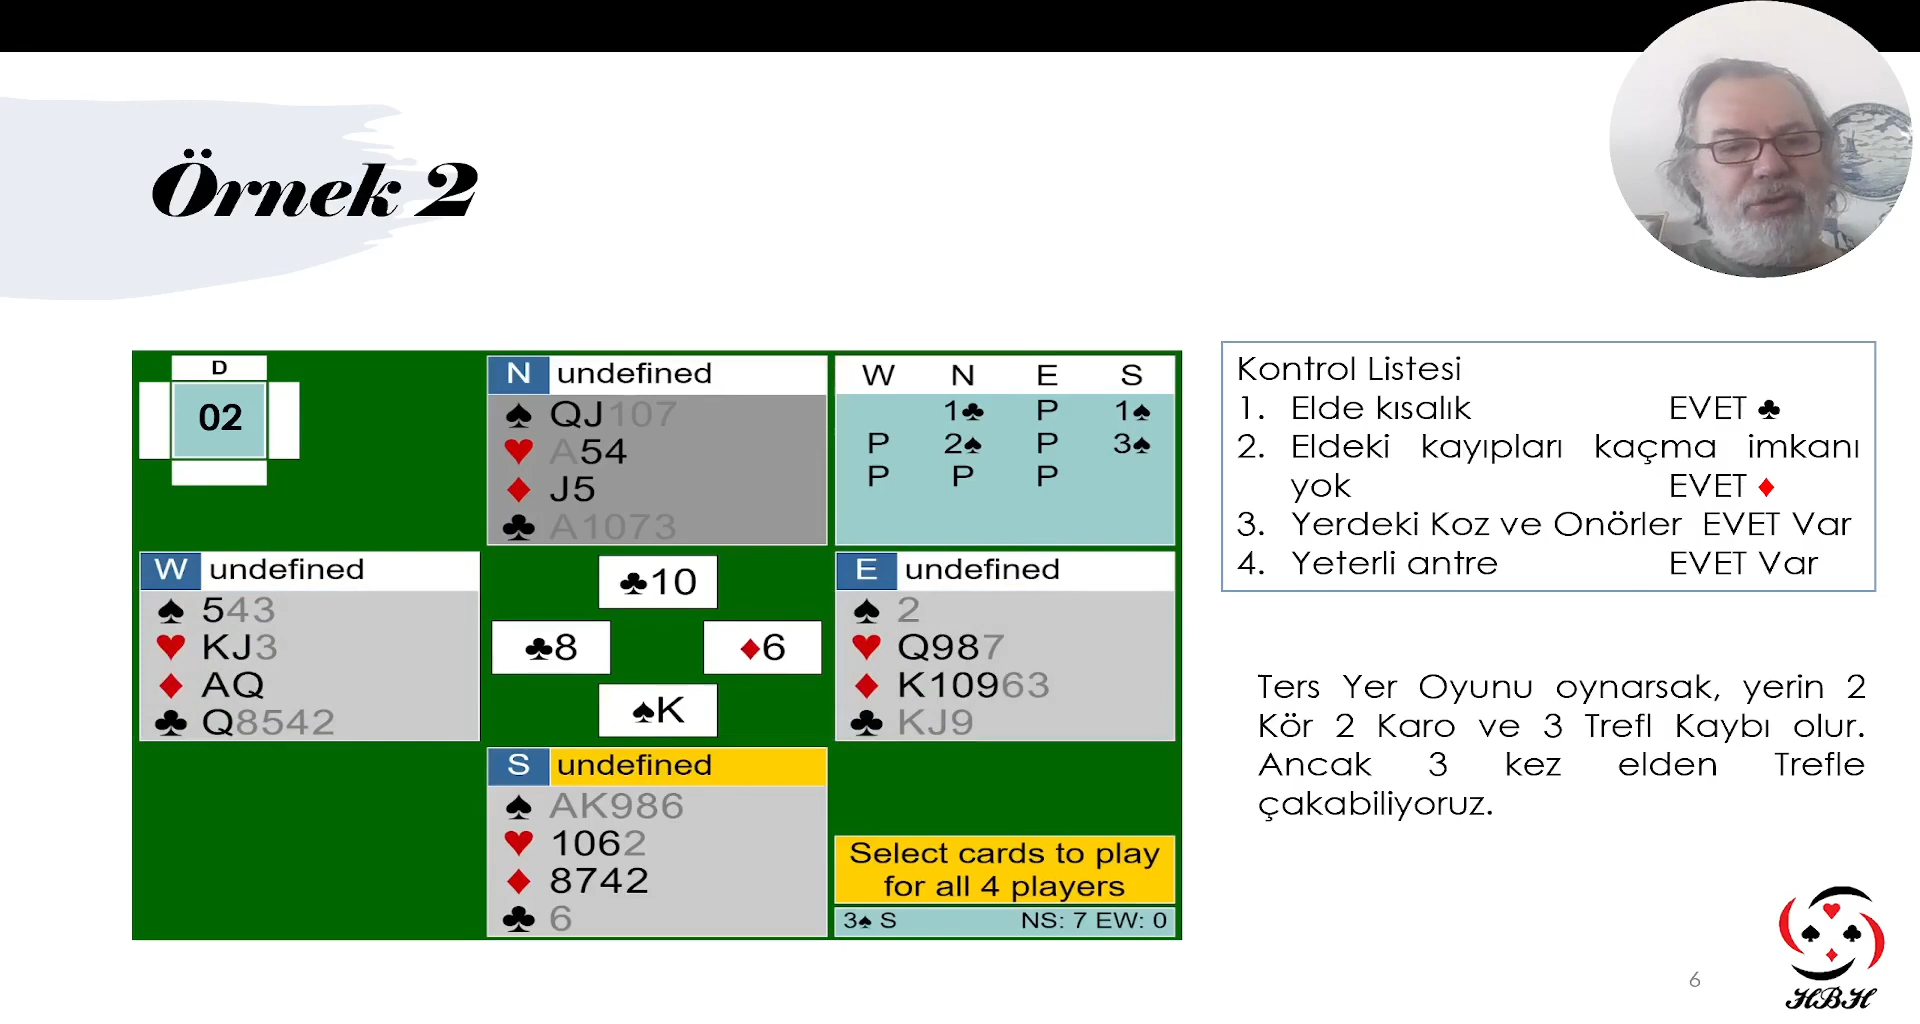 Örnek 2
D
02
N undefined
♠ QJ107
♥ A54
♦ J5
♣ A1073
W N E S
1♣ P 1♠
P 2♠ P 3♠
P P P
W undefined
♠ 543
♥ KJ3
♦ AQ
♣ Q8542
♣10
♣8 ♦6
♠K
E undefined
♠ 2
♥ Q987
♦ K10963
♣ KJ9
S undefined
♠ AK986
♥ 1062
♦ 8742
♣ 6
Select cards to play
for all 4 players
3♠ S NS: 7 EW: 0
Kontrol Listesi
1. Elde kısalık EVET ♣
2. Eldeki kayıpları kaçma imkanı
yok EVET ♦
3. Yerdeki Koz ve Onörler EVET Var
4. Yeterli antre EVET Var
Ters Yer Oyunu oynarsak, yerin 2
Kör 2 Karo ve 3 Trefl Kaybı olur.
Ancak 3 kez elden Trefle
çakabiliyoruz.
6
HBH